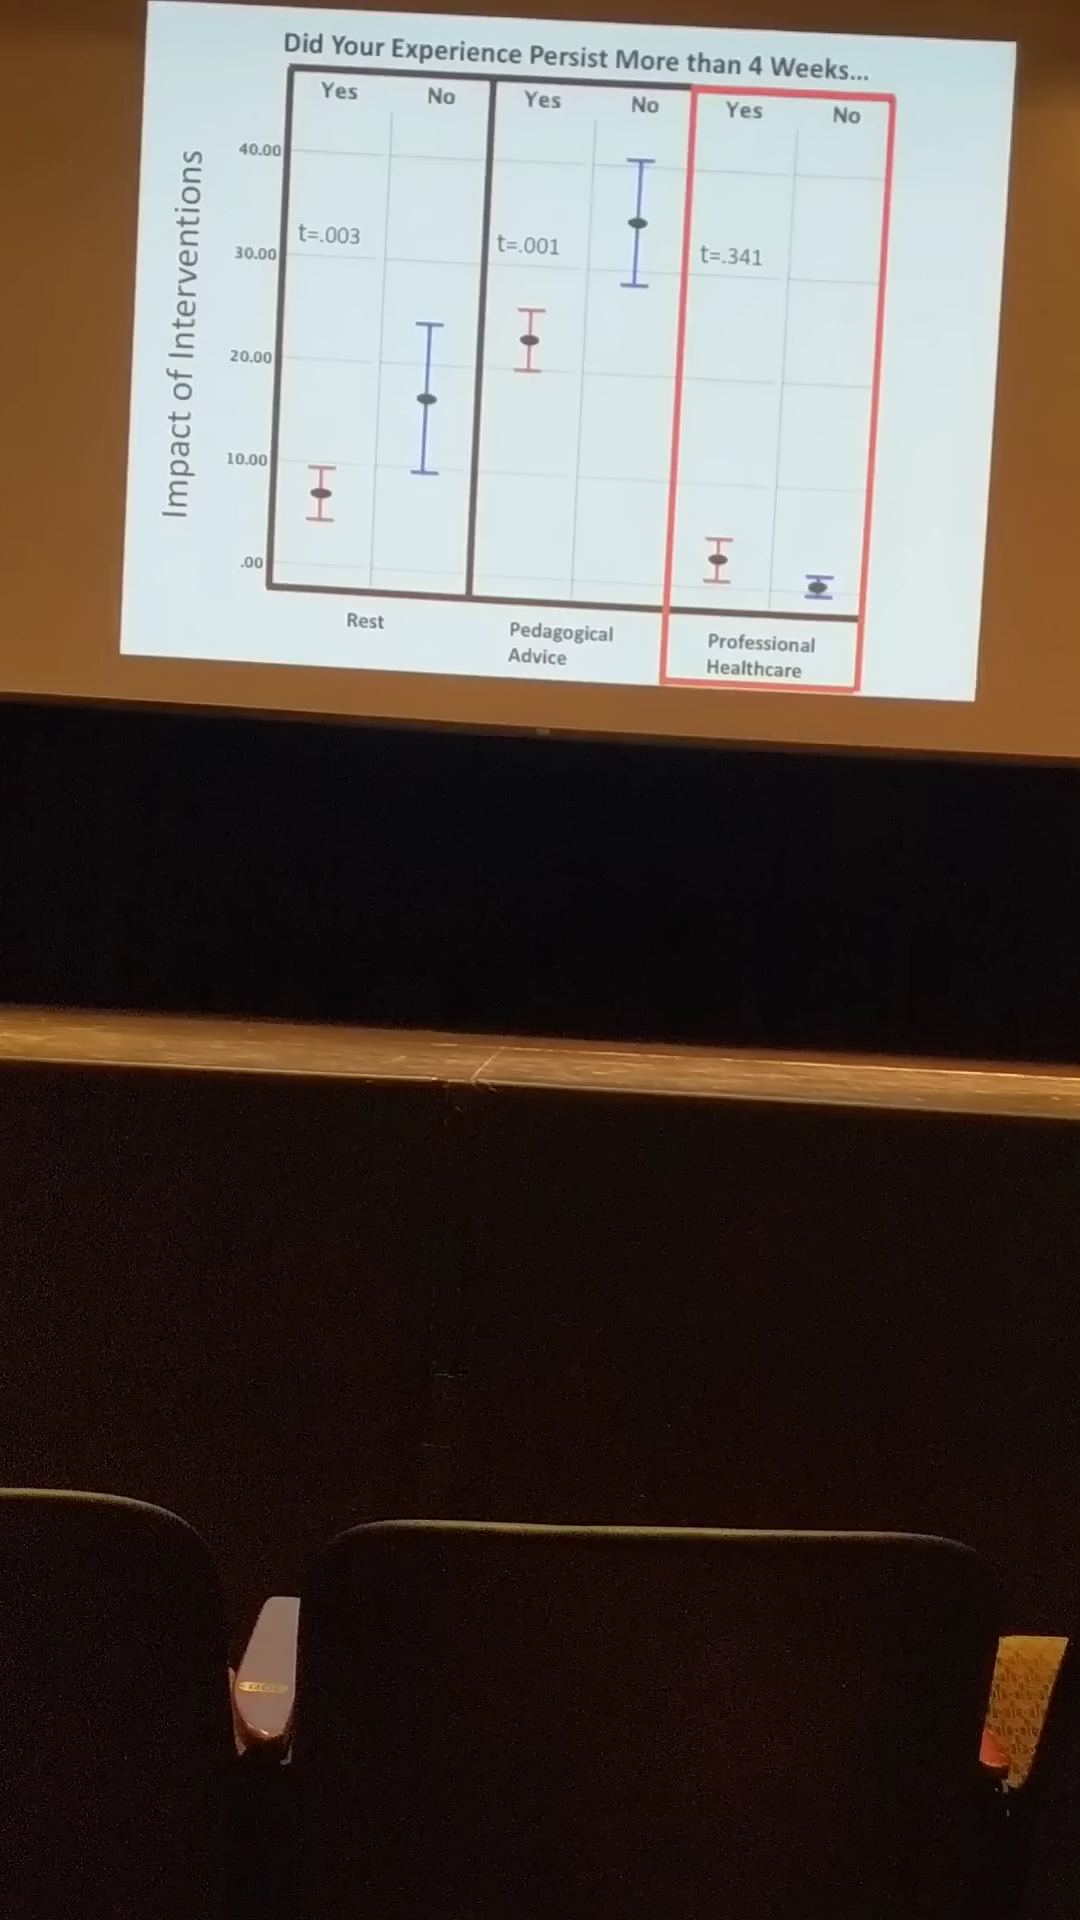 Did Your Experience Persist More than 4 Weeks...
Yes No Yes No Yes No
Impact of Interventions
40.00
30.00
20.00
10.00
.00
t=.003 t=.001 t=.341
Rest
Pedagogical
Advice
Professional
Healthcare